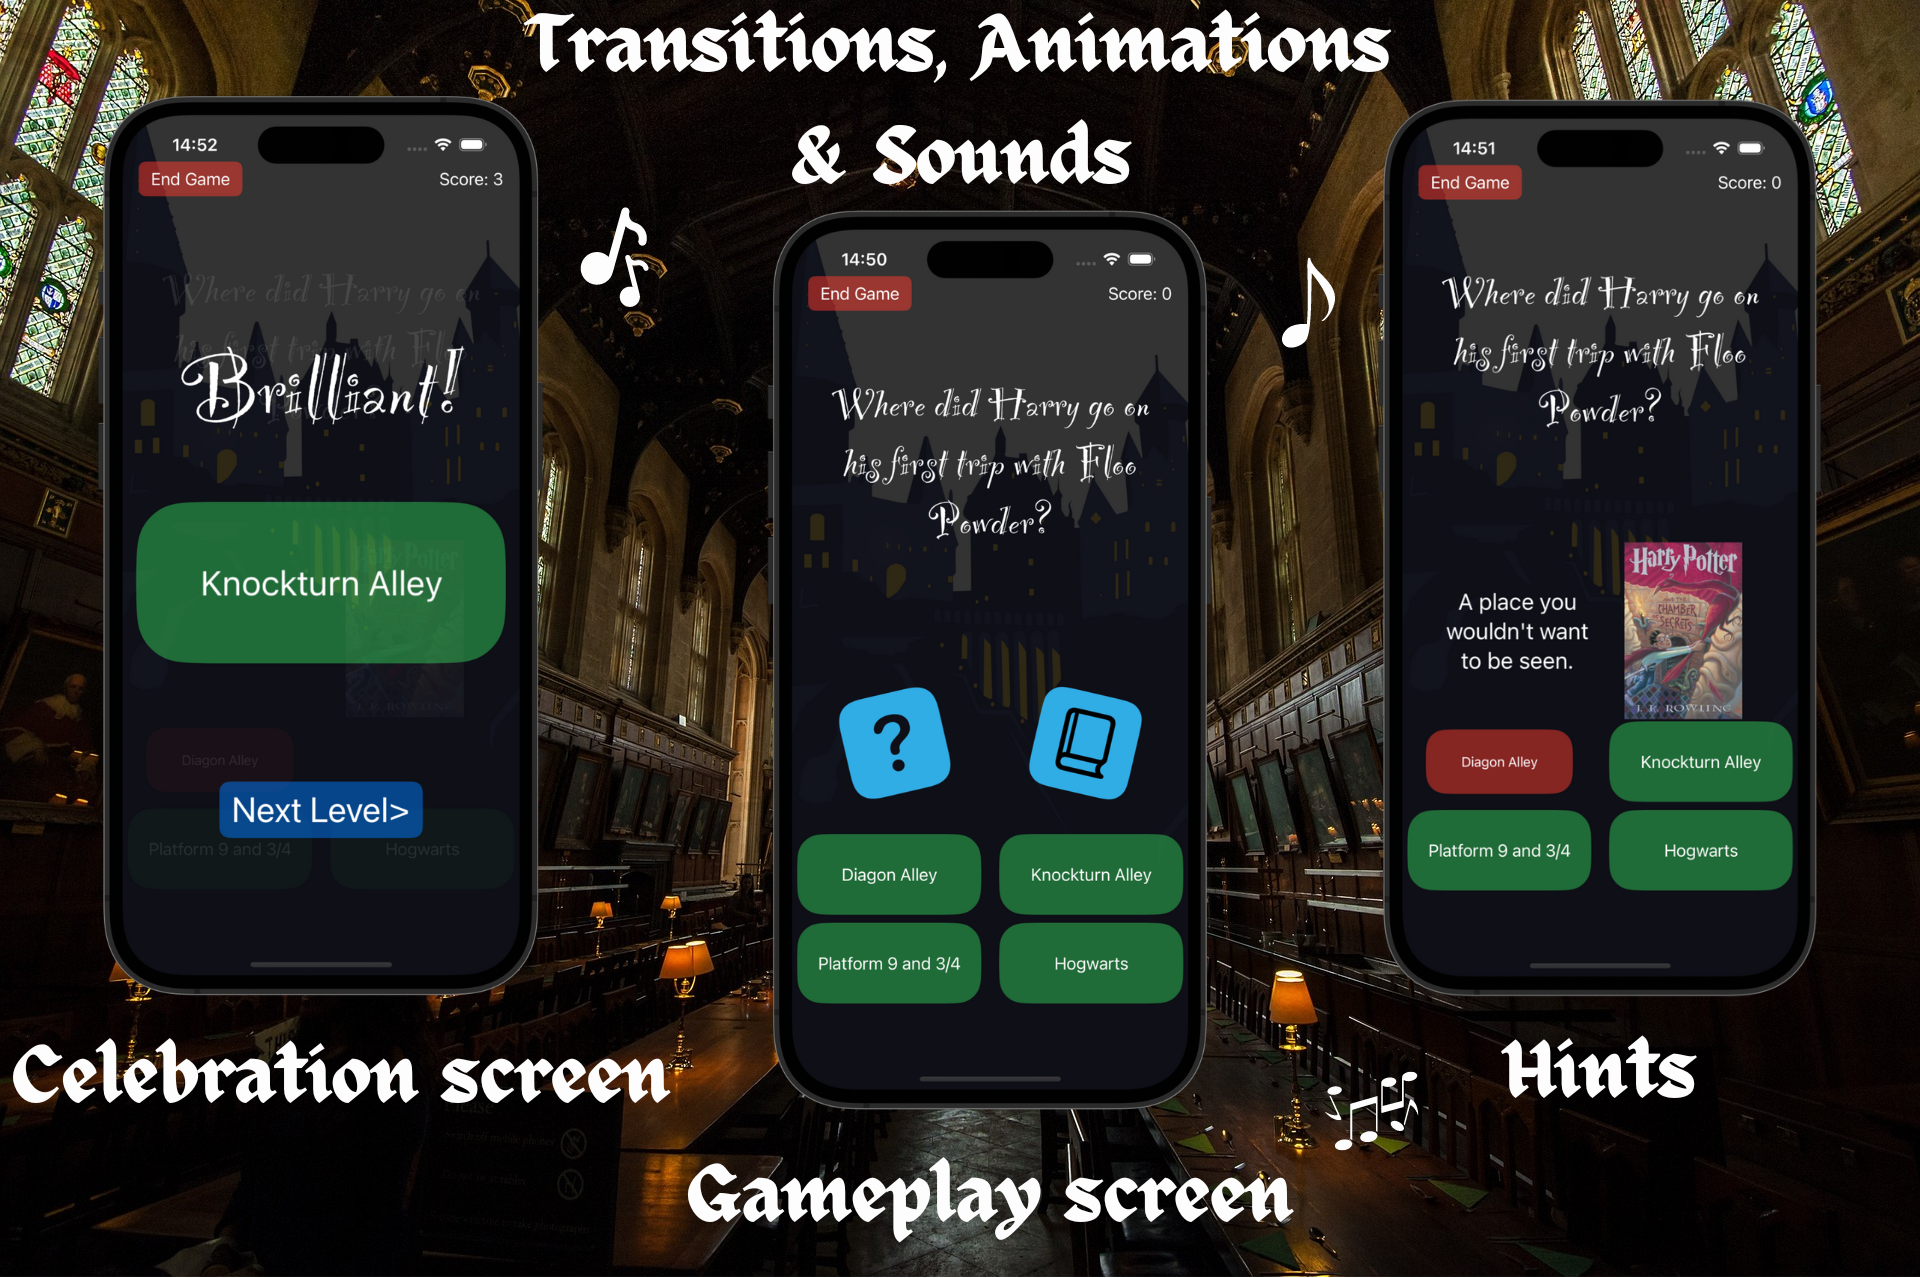 Transitions, Animations
& Sounds
14:52
End Game
Score: 3
Where did Harry go on
his first trip with Floo
Brilliant!
Knockturn Alley
Diagon Alley
Next Level>
Platform 9 and 3/4
Hogwarts
Celebration screen
14:50
End Game
Score: 0
Where did Harry go on
his first trip with Floo
Powder?
?
Diagon Alley
Knockturn Alley
Platform 9 and 3/4
Hogwarts
Gameplay screen
14:51
End Game
Score: 0
Where did Harry go on
his first trip with Floo
Powder?
A place you
wouldn't want
to be seen.
Harry Potter
AND THE
CHAMBER
OF
SECRETS
J. K. ROWLING
Diagon Alley
Knockturn Alley
Platform 9 and 3/4
Hogwarts
Hints
Please